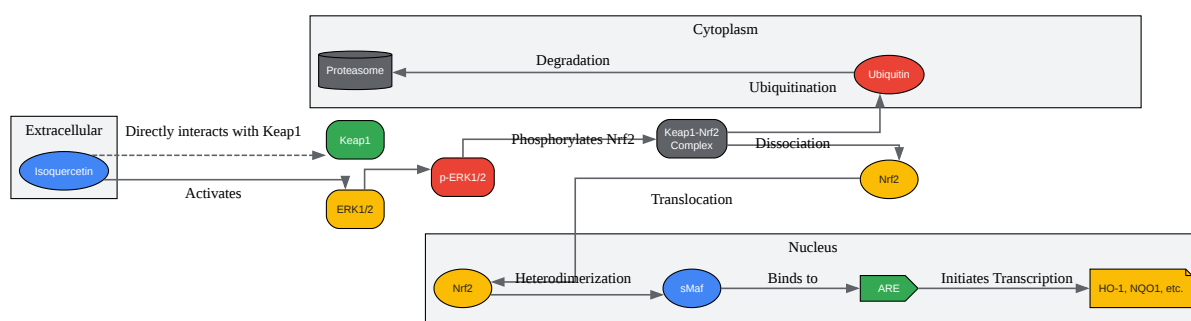 Cytoplasm
Degradation
Proteasome
Ubiquitin
Ubiquitination
Extracellular
Directly interacts with Keap1
Isoquercetin
Keap1
Activates
ERK1/2
p-ERK1/2
Phosphorylates Nrf2
Keap1-Nrf2
Complex
Dissociation
Nrf2
Translocation
Nucleus
Nrf2
Heterodimerization
sMaf
Binds to
ARE
Initiates Transcription
HO-1, NQO1, etc.